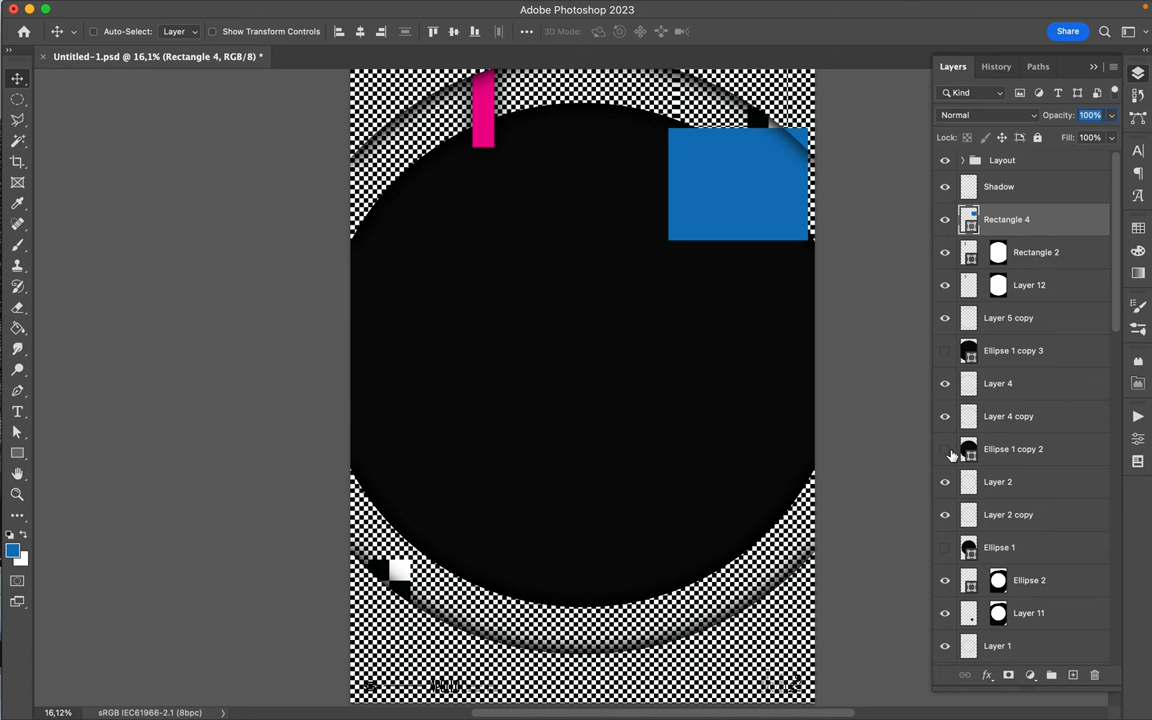 Adobe Photoshop 2023
Auto-Select: Layer Show Transform Controls 3D Mode: Share
Untitled-1.psd @ 16,1% (Rectangle 4, RGB/8) *
Layers History Paths
Kind
Normal Opacity: 100%
Lock: Fill: 100%
Layout
Shadow
Rectangle 4
Rectangle 2
Layer 12
Layer 5 copy
Ellipse 1 copy 3
Layer 4
Layer 4 copy
Ellipse 1 copy 2
Layer 2
Layer 2 copy
Ellipse 1
Ellipse 2
Layer 11
Layer 1
16,12% sRGB IEC61966-2.1 (8bpc)